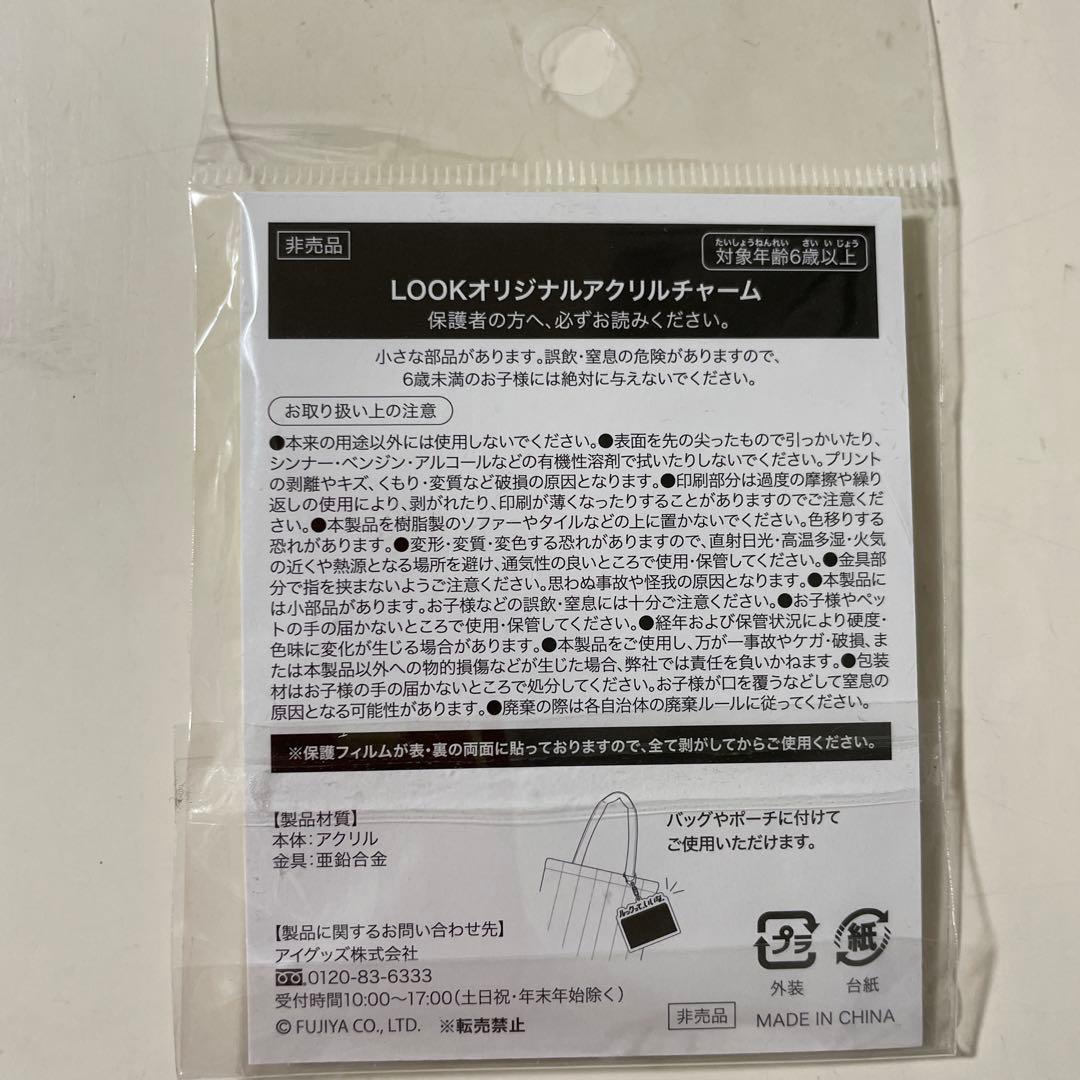 非売品
たいしょうねんれい さい いじょう
対象年齢6歳以上
LOOKオリジナルアクリルチャーム
保護者の方へ、必ずお読みください。
小さな部品があります。誤飲・窒息の危険がありますので、
6歳未満のお子様には絶対に与えないでください。
お取り扱い上の注意
●本来の用途以外には使用しないでください。●表面を先の尖ったもので引っかいたり、
シンナー・ベンジン・アルコールなどの有機性溶剤で拭いたりしないでください。プリント
の剥離やキズ、くもり・変質など破損の原因となります。●印刷部分は過度の摩擦や繰り
返しの使用により、剥がれたり、印刷が薄くなったりすることがありますのでご注意くだ
さい。●本製品を樹脂製のソファーやタイルなどの上に置かないでください。色移りする
恐れがあります。●変形・変質・変色する恐れがありますので、直射日光・高温多湿・火気
の近くや熱源となる場所を避け、通気性の良いところで使用・保管してください。●金具部
分で指を挟まないようご注意ください。思わぬ事故や怪我の原因となります。●本製品に
は小部品があります。お子様などの誤飲・窒息には十分ご注意ください。●お子様やペッ
トの手の届かないところで使用・保管してください。●経年および保管状況により硬度・
色味に変化が生じる場合があります。●本製品をご使用し、万が一事故やケガ・破損、ま
たは本製品以外への物的損傷などが生じた場合、弊社では責任を負いかねます。●包装
材はお子様の手の届かないところで処分してください。お子様が口を覆うなどして窒息の
原因となる可能性があります。●廃棄の際は各自治体の廃棄ルールに従ってください。
※保護フィルムが表・裏の両面に貼っておりますので、全て剥がしてからご使用ください。
【製品材質】
本体：アクリル
金具：亜鉛合金
バッグやポーチに付けて
ご使用いただけます。
ルックっていいな。
【製品に関するお問い合わせ先】
アイグッズ株式会社
0120-83-6333
受付時間10:00〜17:00（土日祝・年末年始除く）
© FUJIYA CO., LTD. ※転売禁止
プラ
外装
紙
台紙
非売品
MADE IN CHINA